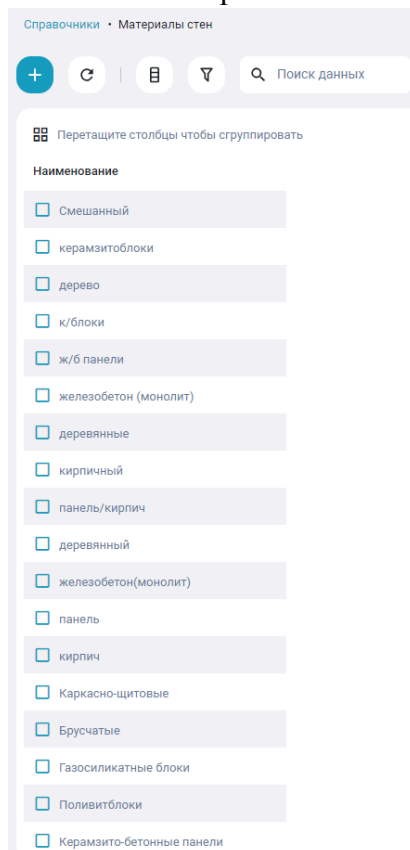 Справочники • Материалы стен
Поиск данных
Перетащите столбцы чтобы сгруппировать
Наименование
Смешанный
керамзитоблоки
дерево
к/блоки
ж/б панели
железобетон (монолит)
деревянные
кирпичный
панель/кирпич
деревянный
железобетон(монолит)
панель
кирпич
Каркасно-щитовые
Брусчатые
Газосиликатные блоки
Поливитблоки
Керамзито-бетонные панели